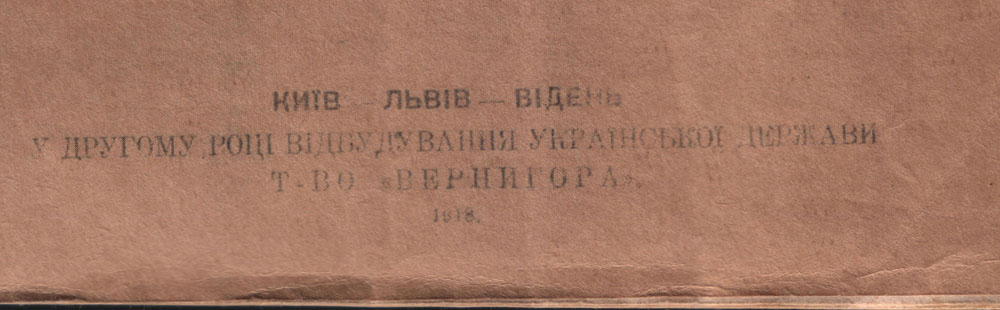 КИЇВ — ЛЬВІВ — ВІДЕНЬ
У ДРУГОМУ РОЦІ ВІДБУДУВАННЯ УКРАЇНСЬКОЇ ДЕРЖАВИ
Т-ВО «ВЕРНИГОРА».
1918.